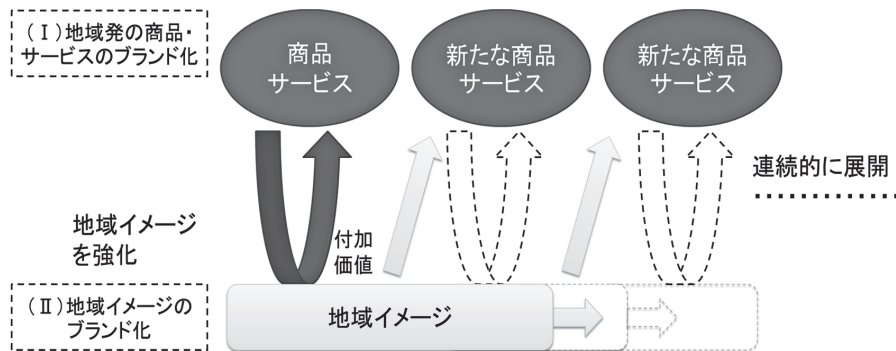 (Ⅰ)地域発の商品・
サービスのブランド化
商品
サービス
新たな商品
サービス
新たな商品
サービス
連続的に展開
地域イメージ
を強化
付加
価値
(Ⅱ)地域イメージの
ブランド化
地域イメージ